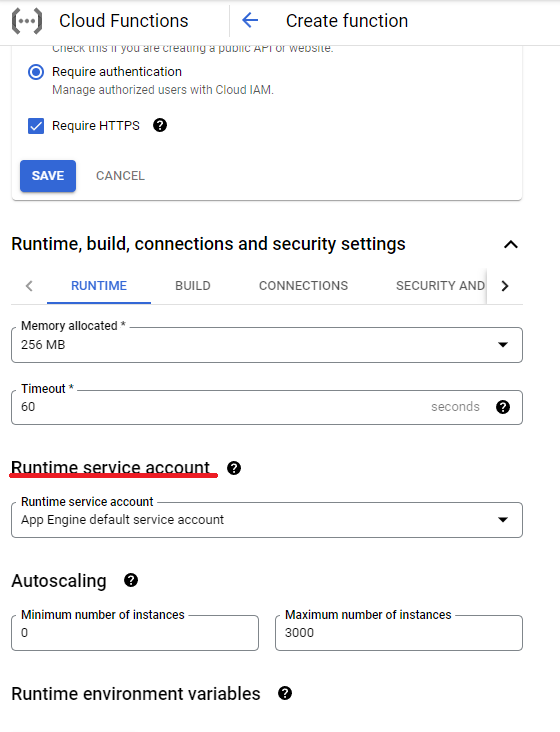 Cloud Functions
Create function
Check this if you are creating a public API or website.
Require authentication
Manage authorized users with Cloud IAM.
Require HTTPS
SAVE
CANCEL
Runtime, build, connections and security settings
RUNTIME
BUILD
CONNECTIONS
SECURITY AND
Memory allocated *
256 MB
Timeout *
60
seconds
Runtime service account
Runtime service account
App Engine default service account
Autoscaling
Minimum number of instances
0
Maximum number of instances
3000
Runtime environment variables